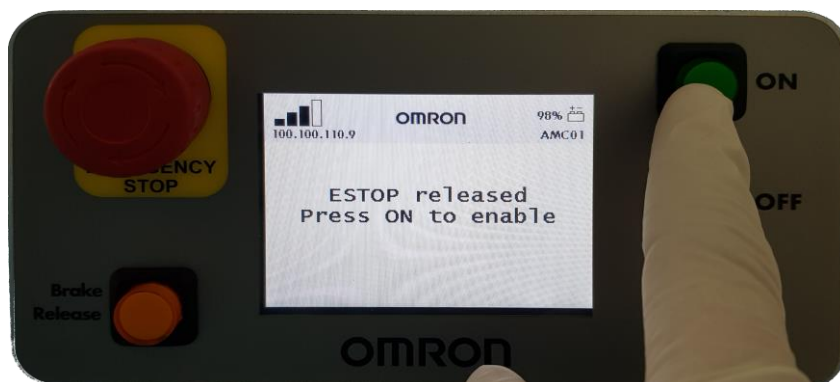 OMRON
98%
100.100.110.9
AMC01
ESTOP released
Press ON to enable
ENCY
STOP
ON
OFF
Brake
Release
OMRON